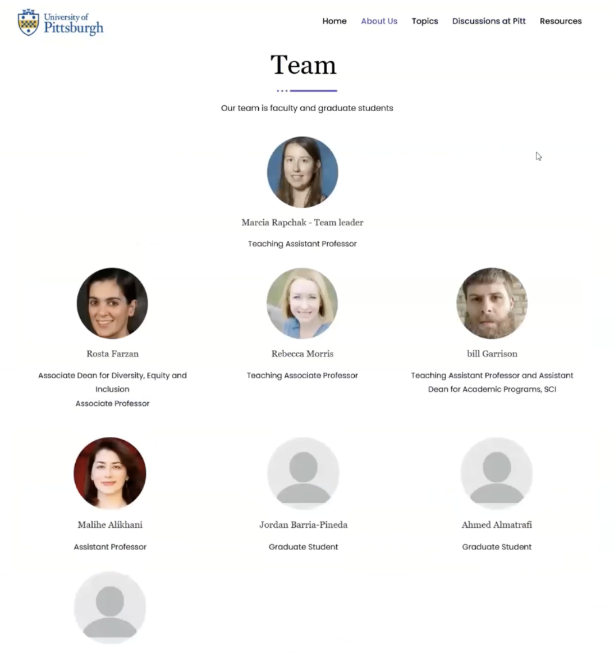 University of
Pittsburgh
Home About Us Topics Discussions at Pitt Resources
Team
Our team is faculty and graduate students
Marcia Rapchak - Team leader
Teaching Assistant Professor
Rosta Farzan
Associate Dean for Diversity, Equity and
Inclusion
Associate Professor
Rebecca Morris
Teaching Associate Professor
bill Garrison
Teaching Assistant Professor and Assistant
Dean for Academic Programs, SCI
Malihe Alikhani
Assistant Professor
Jordan Barria-Pineda
Graduate Student
Ahmed Almatrafi
Graduate Student